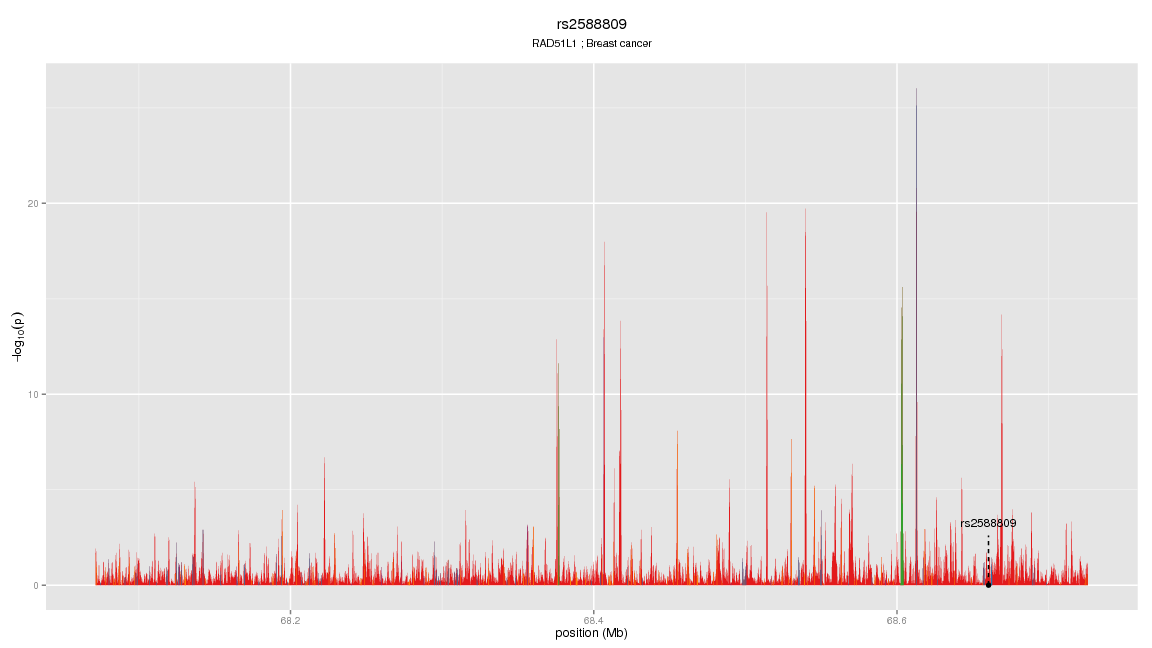 rs2588809
RAD51L1 ; Breast cancer
−log10(p)
20
10
0
rs2588809
68.2
68.4
68.6
position (Mb)